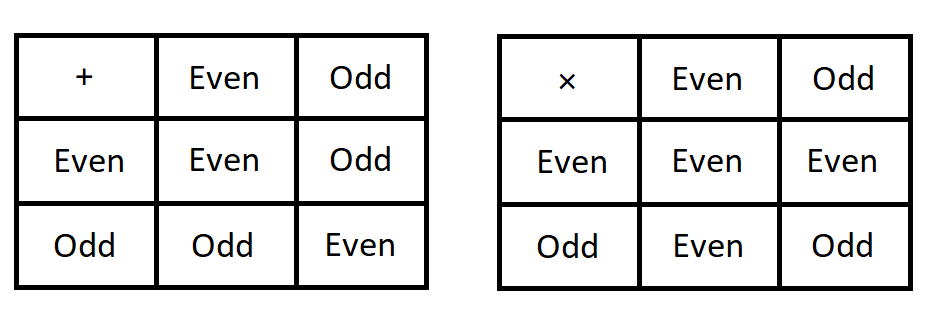 + Even Odd
Even Even Odd
Odd Odd Even
× Even Odd
Even Even Even
Odd Even Odd